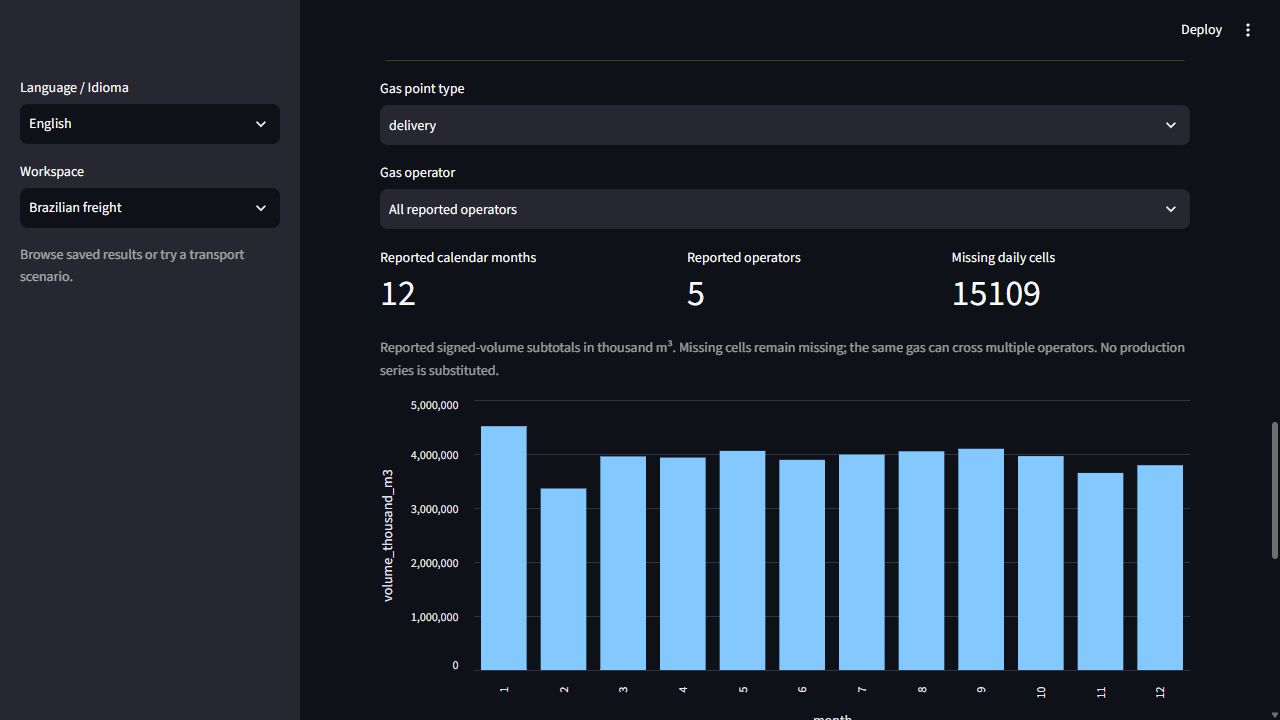 Deploy
Language / Idioma
English
Workspace
Brazilian freight
Browse saved results or try a transport
scenario.
Gas point type
delivery
Gas operator
All reported operators
Reported calendar months
12
Reported operators
5
Missing daily cells
15109
Reported signed-volume subtotals in thousand m³. Missing cells remain missing; the same gas can cross multiple operators. No production
series is substituted.
volume_thousand_m3
5,000,000
4,000,000
3,000,000
2,000,000
1,000,000
0
1 2 3 4 5 6 7 8 9 10 11 12
month